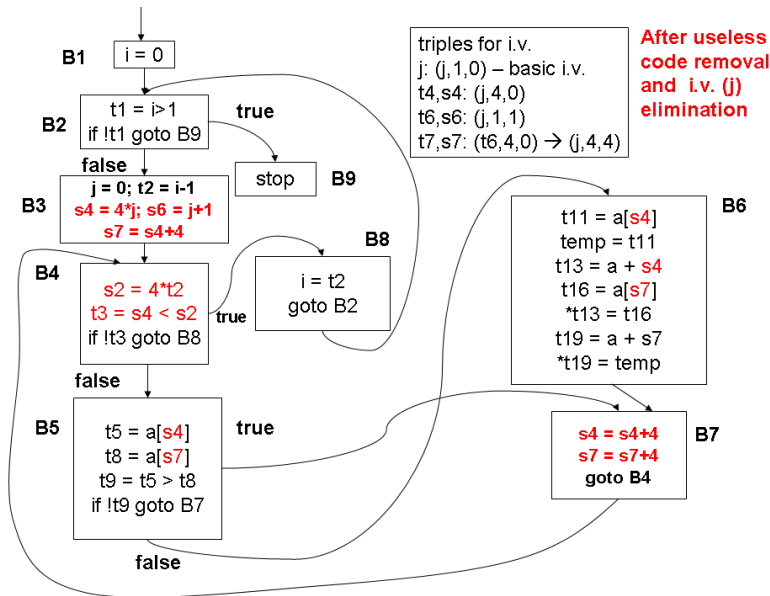 B1
i = 0
triples for i.v.
j: (j,1,0) – basic i.v.
t4,s4: (j,4,0)
t6,s6: (j,1,1)
t7,s7: (t6,4,0) → (j,4,4)
After useless
code removal
and i.v. (j)
elimination
B2
t1 = i>1
if !t1 goto B9
true
false
stop
B9
B3
j = 0; t2 = i-1
s4 = 4*j; s6 = j+1
s7 = s4+4
B4
s2 = 4*t2
t3 = s4 < s2
if !t3 goto B8
true
false
B8
i = t2
goto B2
B6
t11 = a[s4]
temp = t11
t13 = a + s4
t16 = a[s7]
*t13 = t16
t19 = a + s7
*t19 = temp
B5
t5 = a[s4]
t8 = a[s7]
t9 = t5 > t8
if !t9 goto B7
true
false
B7
s4 = s4+4
s7 = s7+4
goto B4